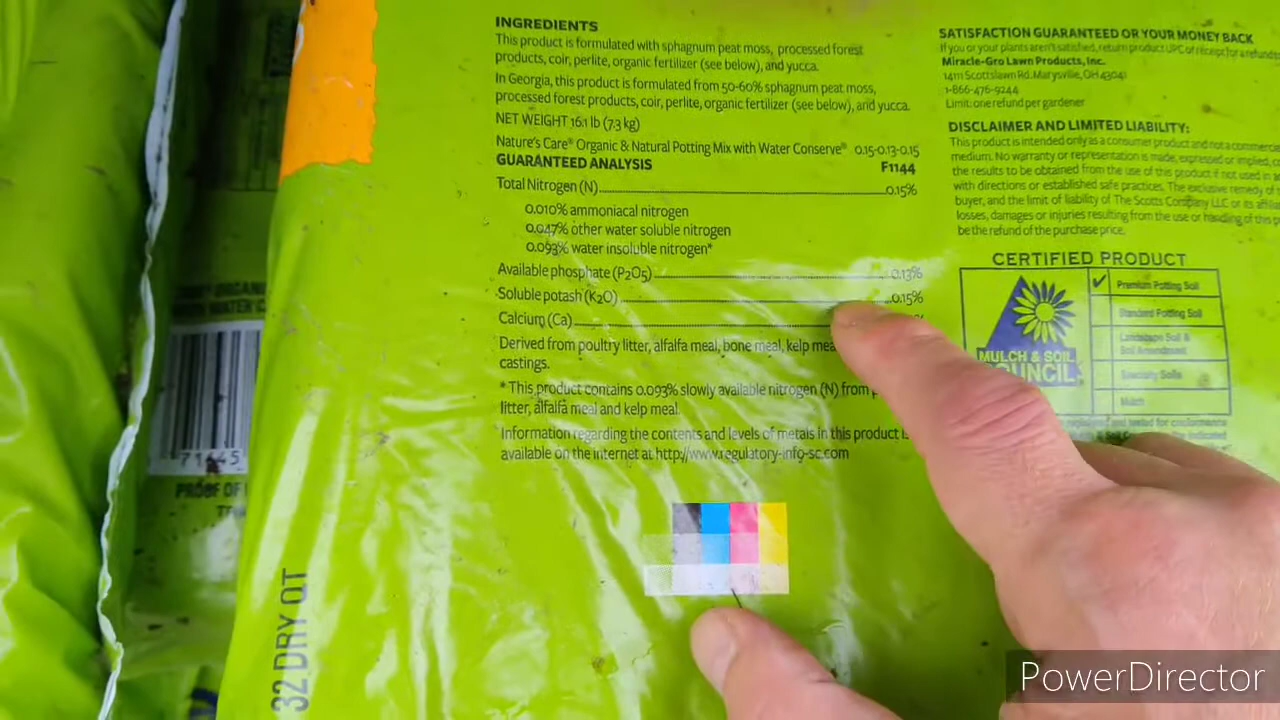 INGREDIENTS
This product is formulated with sphagnum peat moss, processed forest
products, coir, perlite, organic fertilizer (see below), and yucca.
In Georgia, this product is formulated from 50-60% sphagnum peat moss,
processed forest products, coir, perlite, organic fertilizer (see below), and yucca.
NET WEIGHT 16.1 lb (7.3 kg)
Nature's Care® Organic & Natural Potting Mix with Water Conserve® 0.15-0.13-0.15
GUARANTEED ANALYSIS F1144
Total Nitrogen (N) 0.15%
0.010% ammoniacal nitrogen
0.047% other water soluble nitrogen
0.093% water insoluble nitrogen*
Available phosphate (P2O5) 0.13%
Soluble potash (K2O) 0.15%
Calcium (Ca)
Derived from poultry litter, alfalfa meal, bone meal, kelp
castings.
* This product contains 0.093% slowly available nitrogen (N) from
litter, alfalfa meal and kelp meal.
Information regarding the contents and levels of metals in this product
available on the internet at http://www.regulatory-info-sc.com
SATISFACTION GUARANTEED OR YOUR MONEY BACK
If you or your plants aren't satisfied, return product UPC of receipt for a
Miracle-Gro Lawn Products, Inc.
14111 Scottslawn Rd. Marysville, OH 43041
1-866-476-9244
Limit: one refund per gardener
DISCLAIMER AND LIMITED LIABILITY:
This product is intended only as a consumer product and not a
medium. No warranty or representation is made, expressed or implied,
the results to be obtained from the use of this product if not used in
with directions or established safe practices. The exclusive remedy of
buyer, and the limit of liability of The Scotts Company LLC or its
losses, damages or injuries resulting from the use or handling of this
be the refund of the purchase price.
CERTIFIED PRODUCT
MULCH & SOIL
COUNCIL
Premium Potting Soil
Standard Potting Soil
Landscape Soil &
Soil Amendment
Specialty Soils
Mulch
32 DRY QT
71645
PROOF OF
PowerDirector